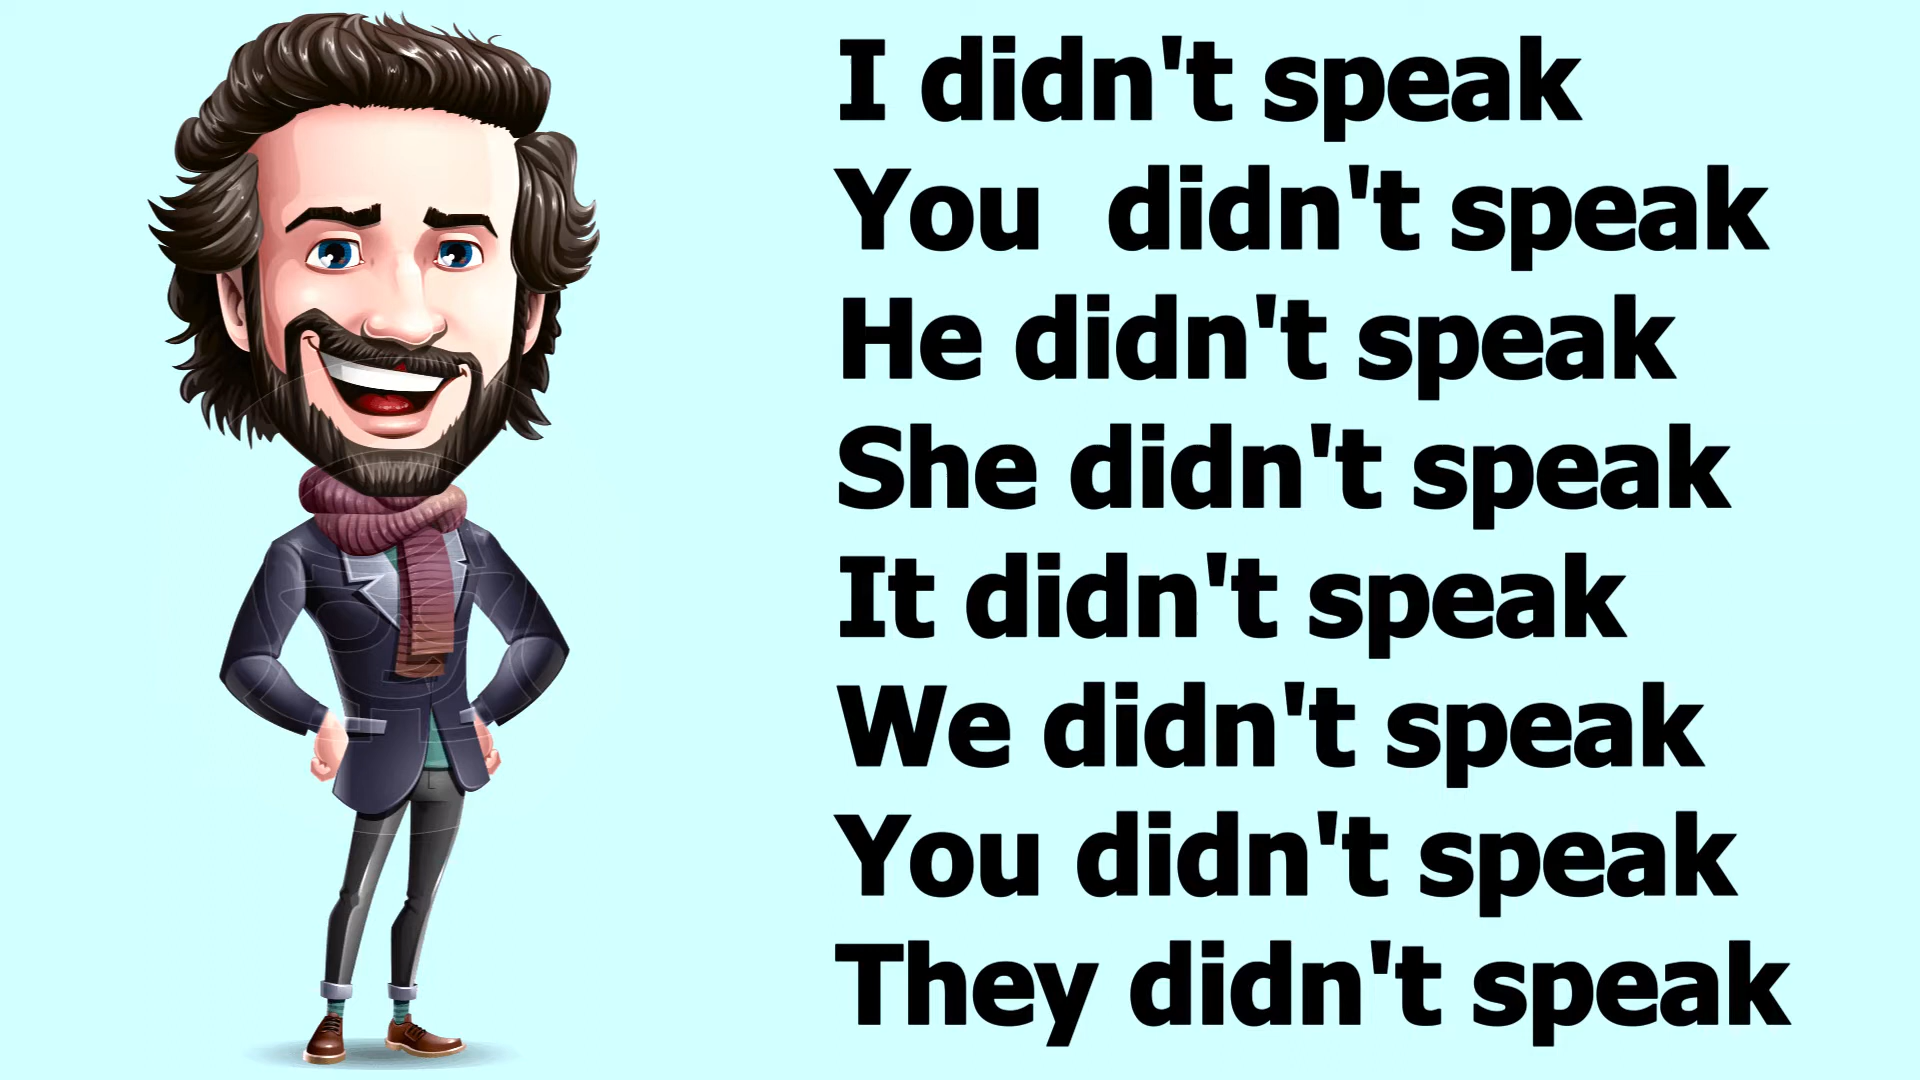 I didn't speak
You  didn't speak
He didn't speak
She didn't speak
It didn't speak
We didn't speak
You didn't speak
They didn't speak